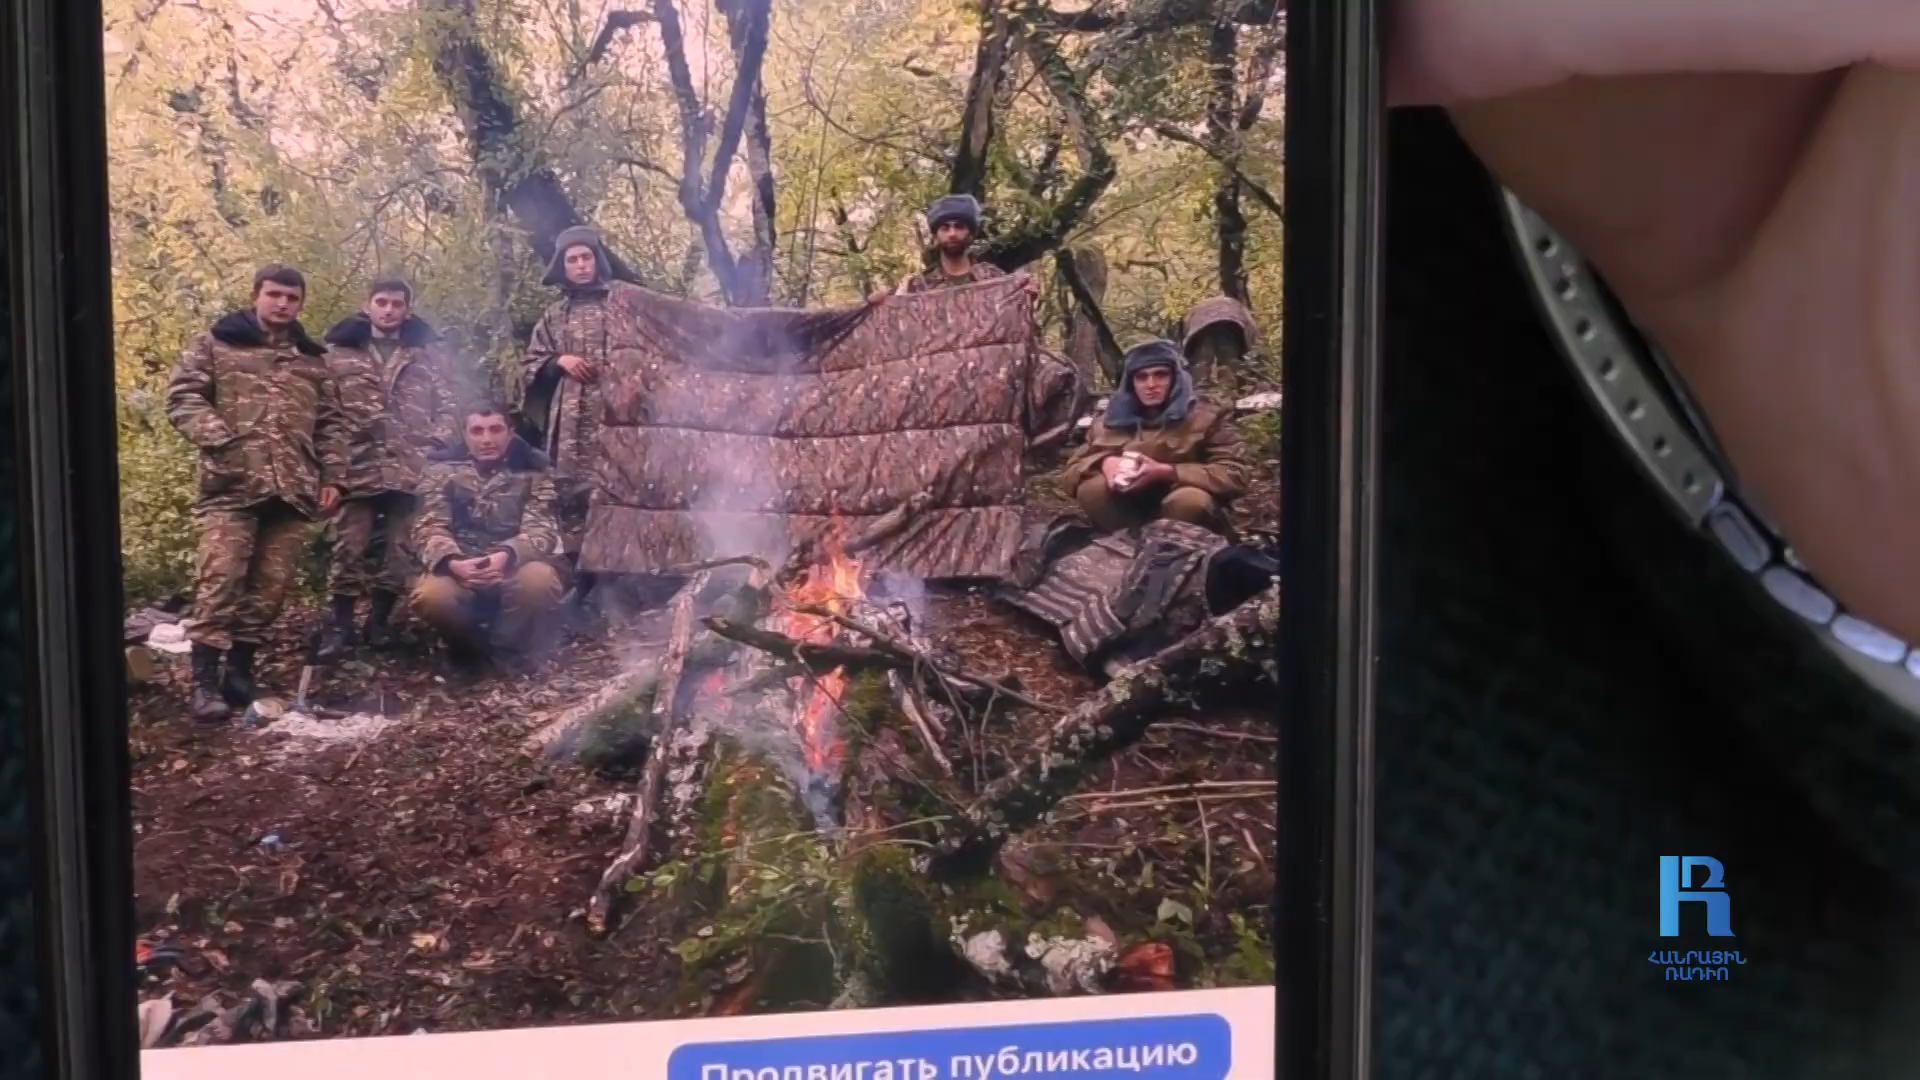 ՀԱՆՐԱՅԻՆ
ՌԱԴԻՈ
Продвигать публикацию